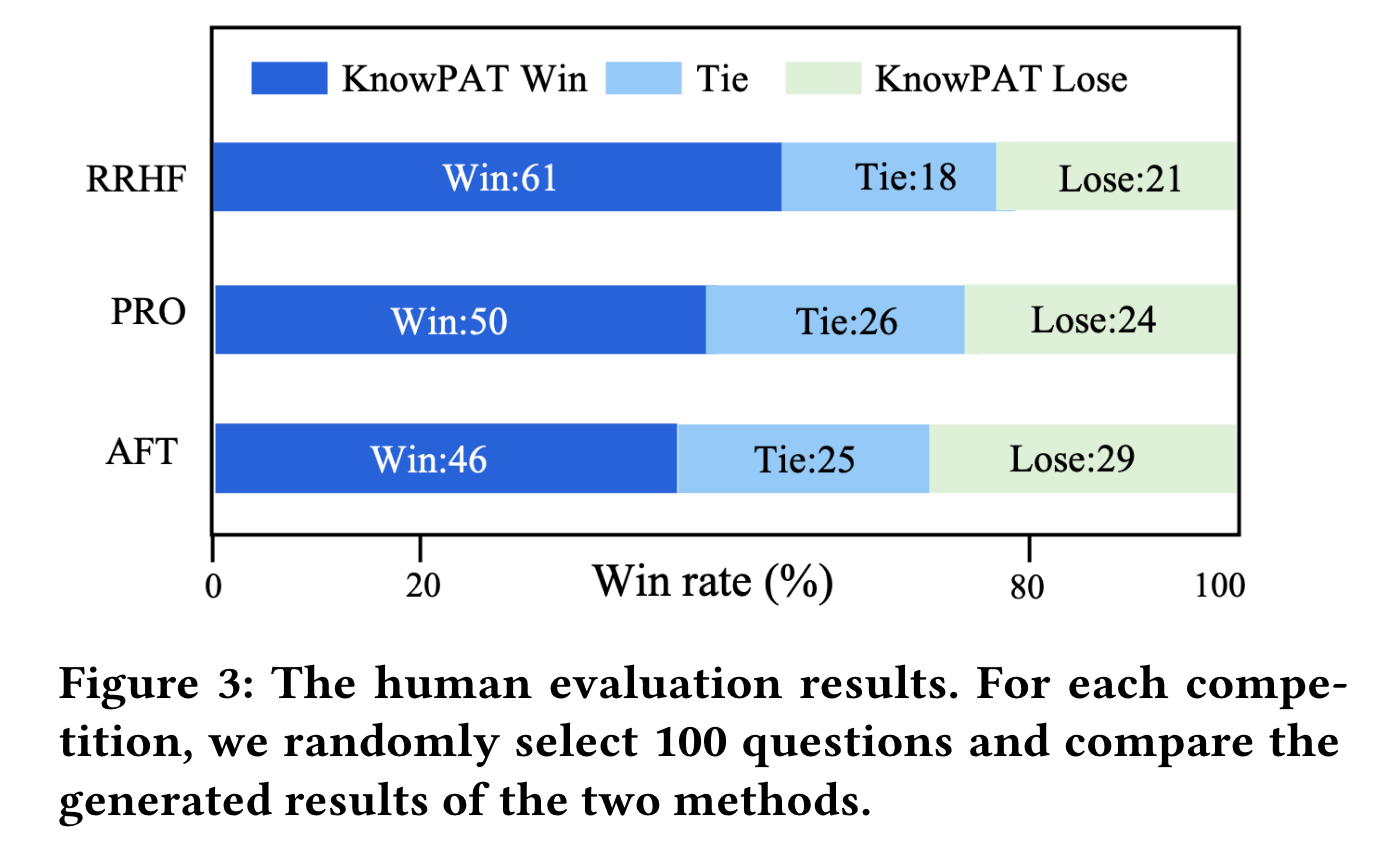 KnowPAT Win Tie KnowPAT Lose
RRHF Win:61 Tie:18 Lose:21
PRO Win:50 Tie:26 Lose:24
AFT Win:46 Tie:25 Lose:29
0 20 Win rate (%) 80 100
Figure 3: The human evaluation results. For each compe-
tition, we randomly select 100 questions and compare the
generated results of the two methods.